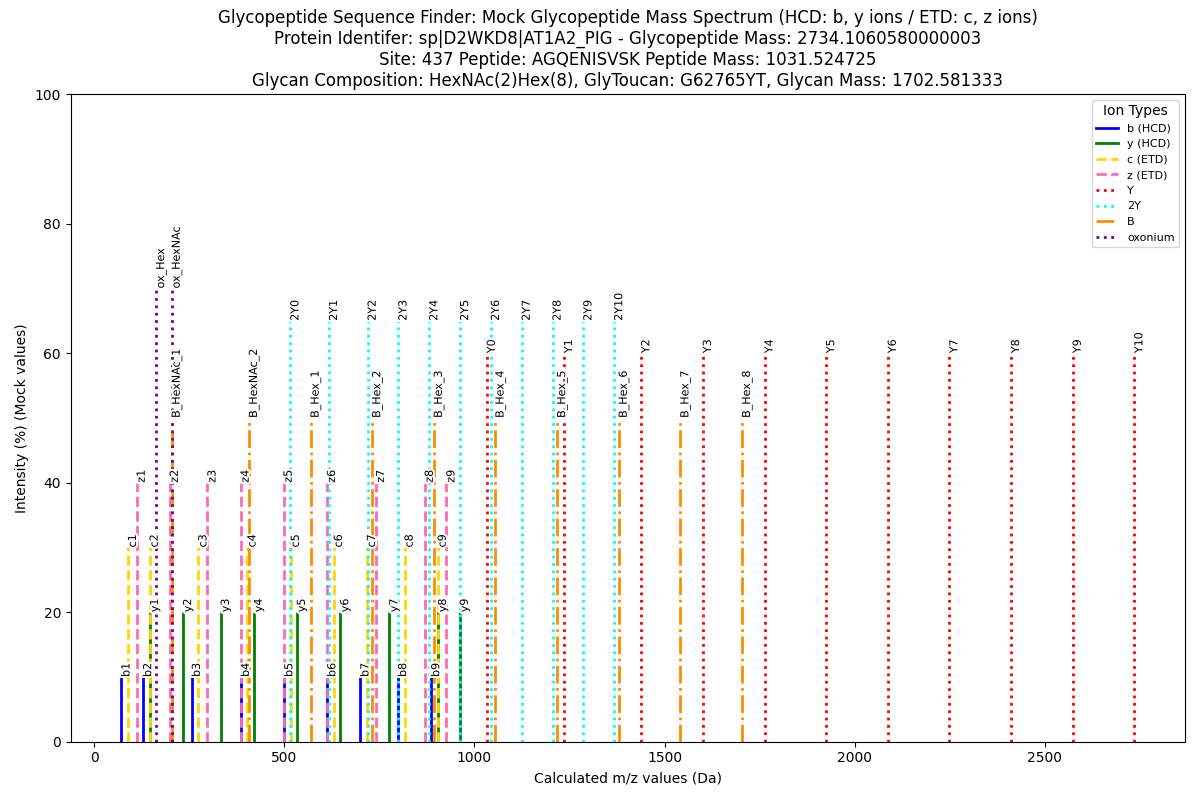 Glycopeptide Sequence Finder: Mock Glycopeptide Mass Spectrum (HCD: b, y ions / ETD: c, z ions)
Protein Identifer: sp|D2WKD8|AT1A2_PIG - Glycopeptide Mass: 2734.1060580000003
Site: 437 Peptide: AGQENISVSK Peptide Mass: 1031.524725
Glycan Composition: HexNAc(2)Hex(8), GlyToucan: G62765YT, Glycan Mass: 1702.581333
Intensity (%) (Mock values)
100
80
60
40
20
0
Ion Types
b (HCD)
y (HCD)
c (ETD)
z (ETD)
Y
2Y
B
oxonium
ox_Hex
ox_HexNAc
2Y0
2Y1
2Y2
2Y3
2Y4
2Y5
2Y6
2Y7
2Y8
2Y9
2Y10
Y0
Y1
Y2
Y3
Y4
Y5
Y6
Y7
Y8
Y9
Y10
B_HexNAc_1
B_HexNAc_2
B_Hex_1
B_Hex_2
B_Hex_3
B_Hex_4
B_Hex_5
B_Hex_6
B_Hex_7
B_Hex_8
z1
z2
z3
z4
z5
z6
z7
z8
z9
c1
c2
c3
c4
c5
c6
c7
c8
c9
y1
y2
y3
y4
y5
y6
y7
y8
y9
b1
b2
b3
b4
b5
b6
b7
b8
b9
0
500
1000
1500
2000
2500
Calculated m/z values (Da)